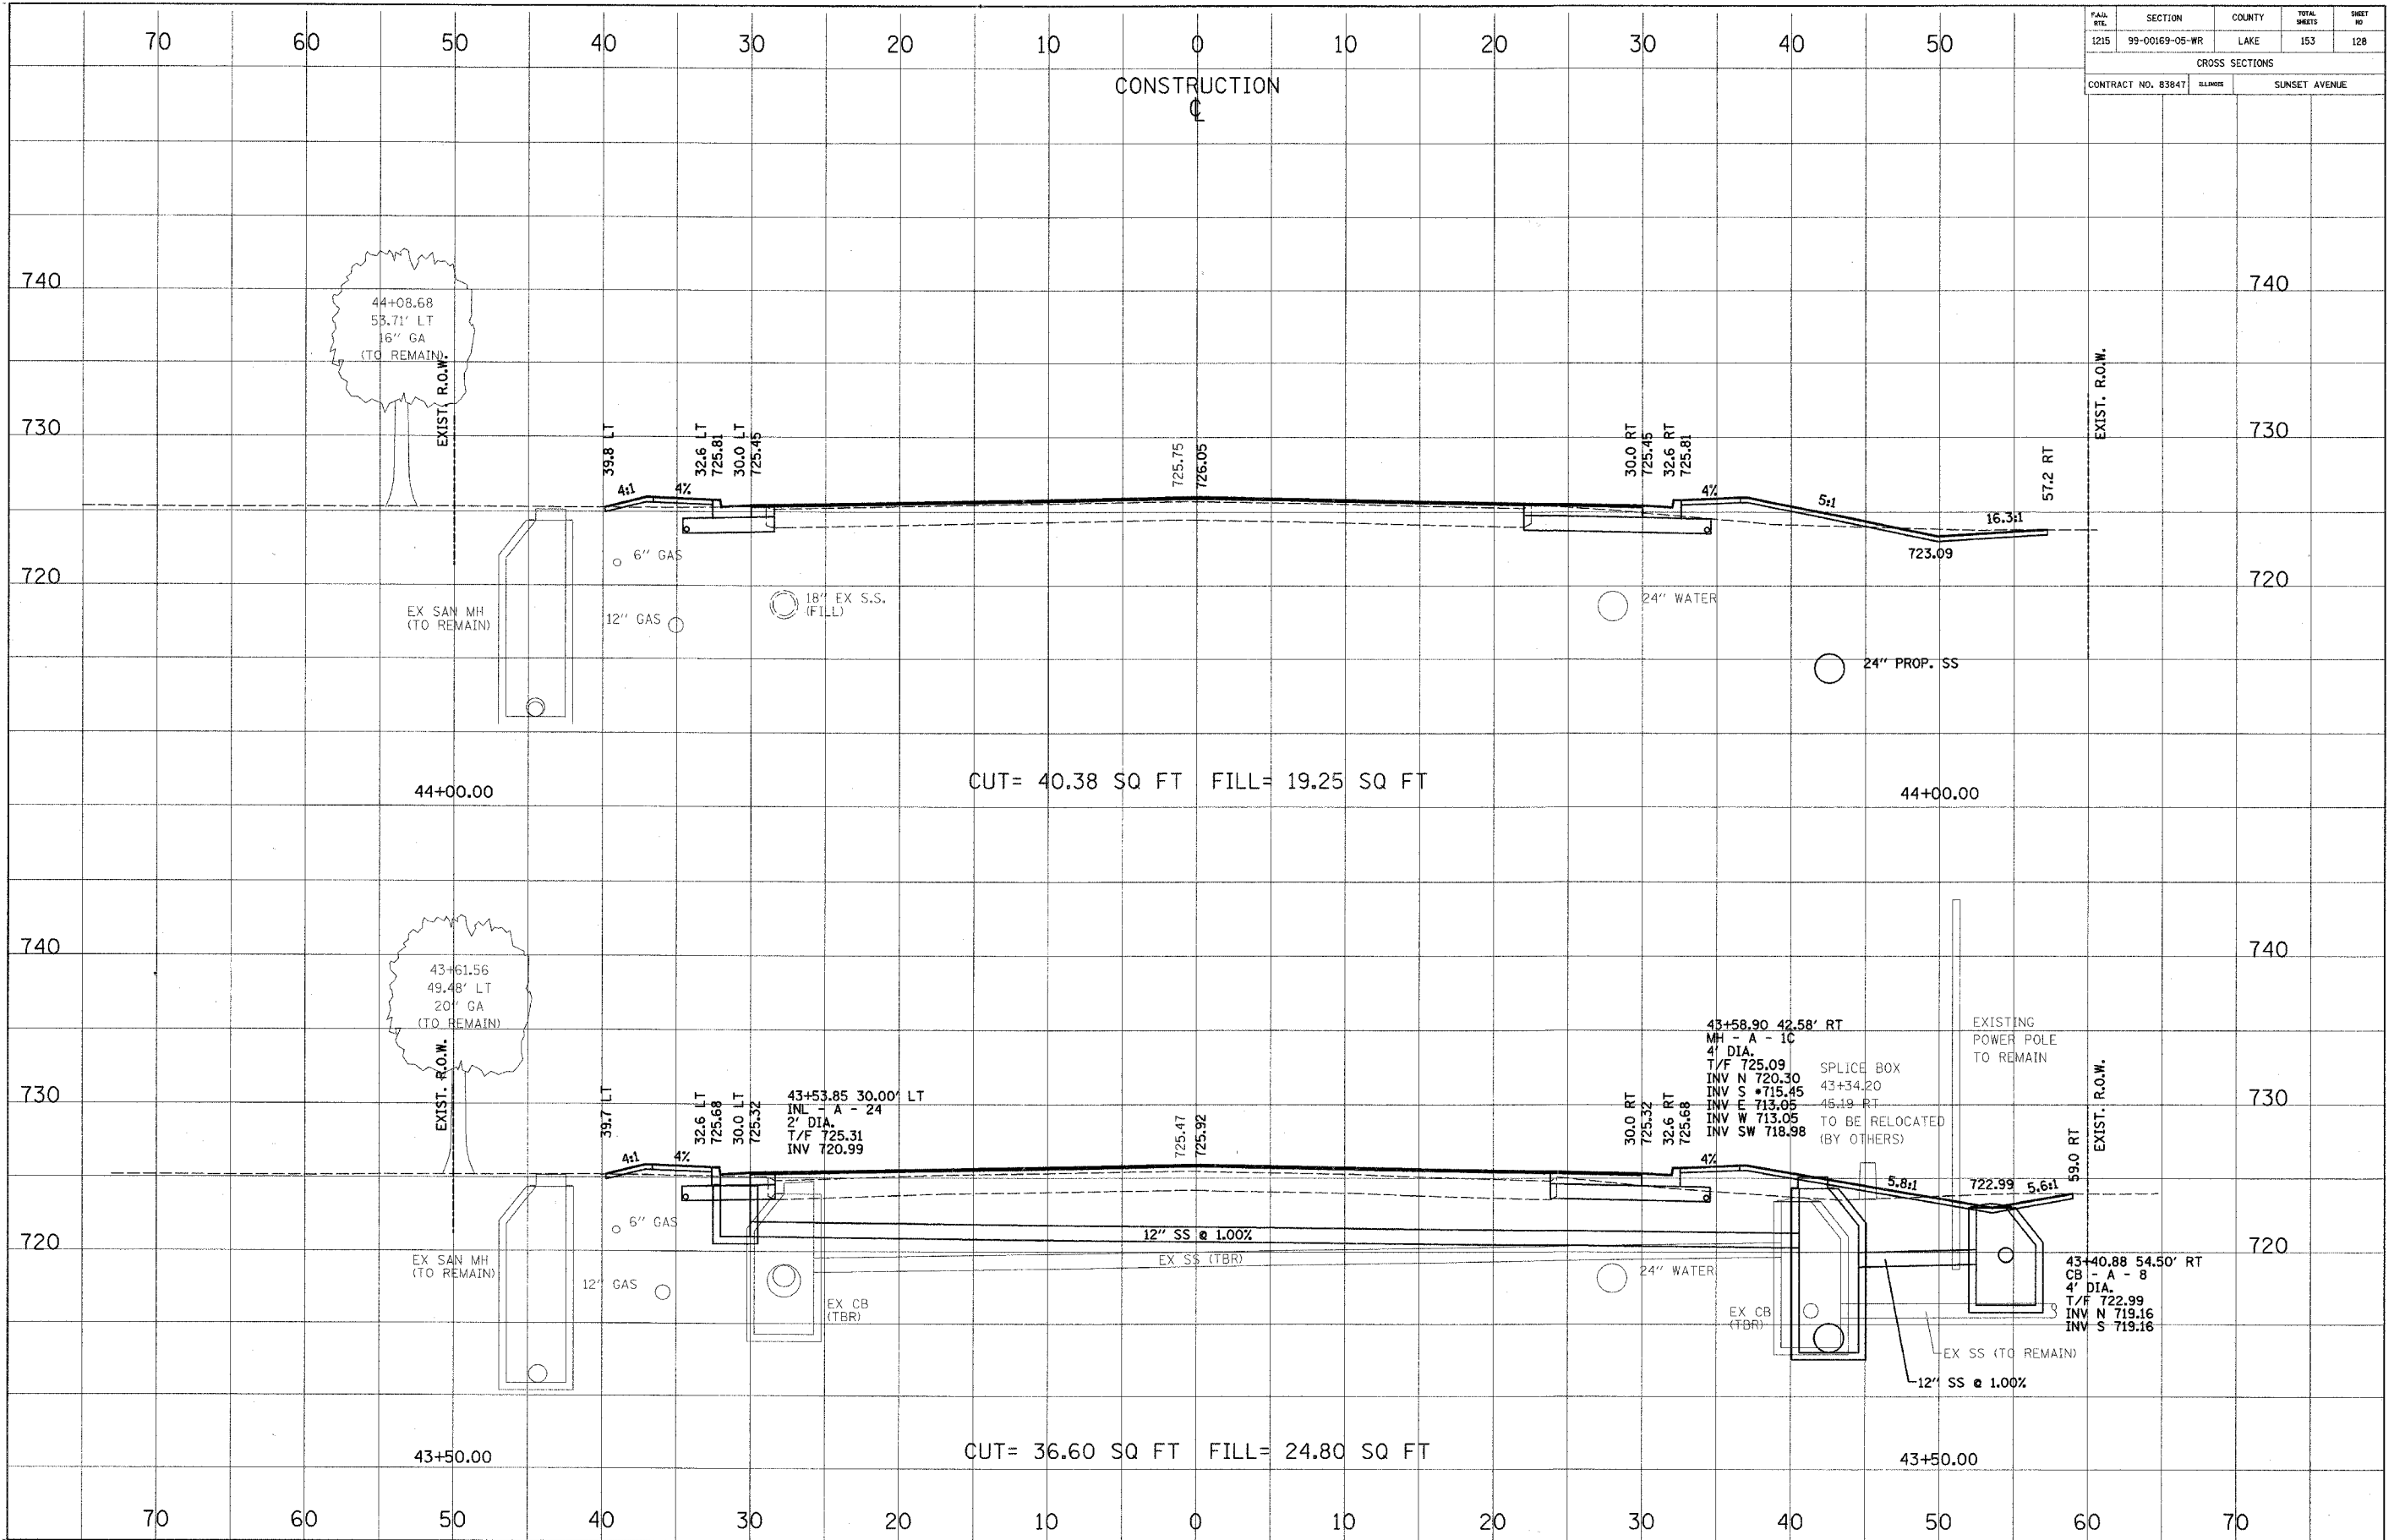 F.A.U. RTE. SECTION COUNTY TOTAL SHEETS SHEET NO
1215 99-00169-05-WR LAKE 153 128
CROSS SECTIONS
CONTRACT NO. 83847 ILLINOIS SUNSET AVENUE
70 60 50 40 30 20 10 0 10 20 30 40 50
CONSTRUCTION
℄
740 740
44+08.68
53.71' LT
16" GA
(TO REMAIN)
EXIST. R.O.W.
EXIST. R.O.W.
730 730
39.8 LT
32.6 LT
725.81
30.0 LT
725.45
725.75
726.05
30.0 RT
725.45
32.6 RT
725.81
57.2 RT
4:1 4% 4% 5:1 16.3:1
723.09
6" GAS
720 720
EX SAN MH
(TO REMAIN)
12" GAS
18" EX S.S.
(FILL)
24" WATER
24" PROP. SS
44+00.00 CUT= 40.38 SQ FT FILL= 19.25 SQ FT 44+00.00
740 740
43+61.56
49.48' LT
20" GA
(TO REMAIN)
EXIST. R.O.W.
43+58.90 42.58' RT
MH - A - 1C
4' DIA.
T/F 725.09
INV N 720.30
INV S *715.45
INV E 713.05
INV W 713.05
INV SW 718.98
SPLICE BOX
43+34.20
45.19 RT
TO BE RELOCATED
(BY OTHERS)
EXISTING
POWER POLE
TO REMAIN
EXIST. R.O.W.
730 730
39.7 LT
32.6 LT
725.68
30.0 LT
725.32
43+53.85 30.00' LT
INL - A - 24
2' DIA.
T/F 725.31
INV 720.99
725.47
725.92
30.0 RT
725.32
32.6 RT
725.68
59.0 RT
4:1 4% 4% 5.8:1 722.99 5.6:1
6" GAS
12" SS @ 1.00%
720 720
EX SAN MH
(TO REMAIN)
EX SS (TBR)
12" GAS
24" WATER
43+40.88 54.50' RT
CB - A - 8
4' DIA.
T/F 722.99
INV N 719.16
INV S 719.16
EX CB
(TBR)
EX CB
(TBR)
EX SS (TO REMAIN)
12" SS @ 1.00%
43+50.00 CUT= 36.60 SQ FT FILL= 24.80 SQ FT 43+50.00
70 60 50 40 30 20 10 0 10 20 30 40 50 60 70